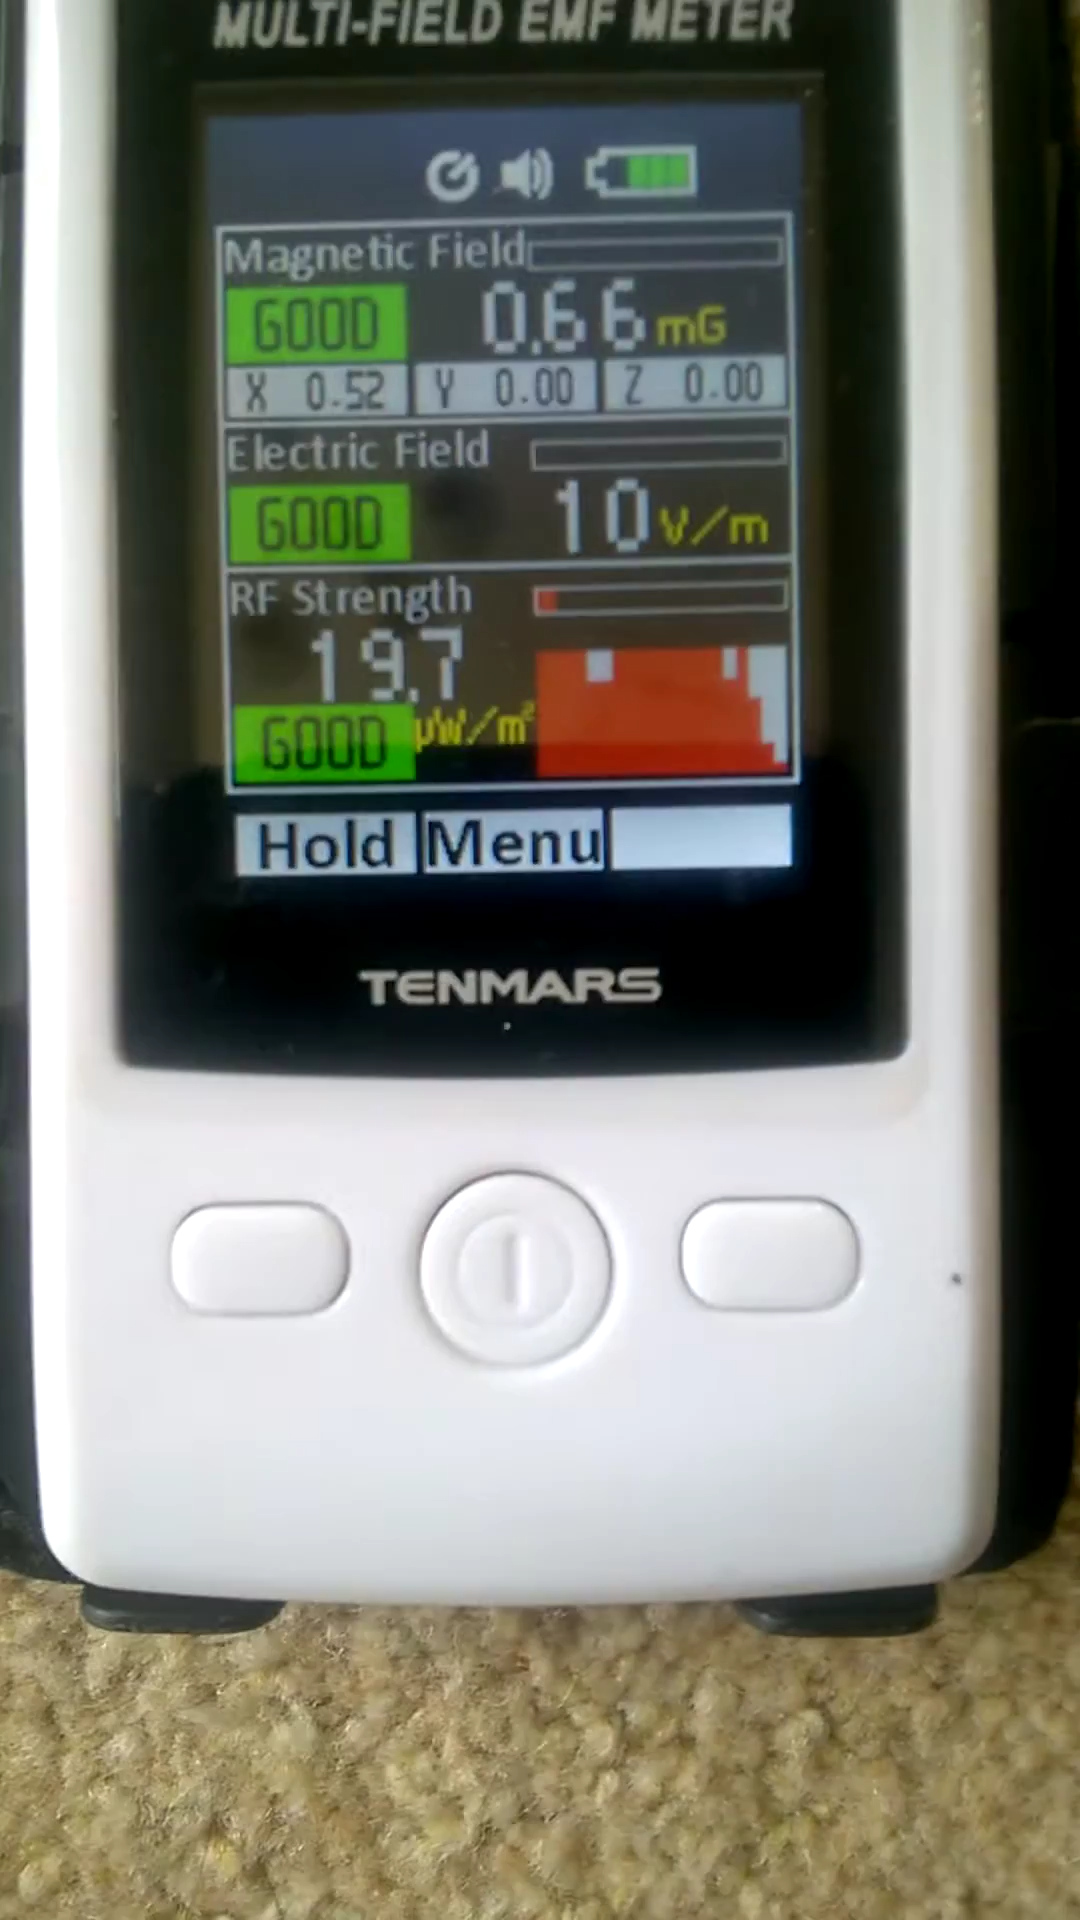 MULTI-FIELD EMF METER
Magnetic Field
GOOD 0.66 mG
X 0.52 Y 0.00 Z 0.00
Electric Field
GOOD 10 V/m
RF Strength
19.7
GOOD µW/m²
Hold Menu
TENMARS